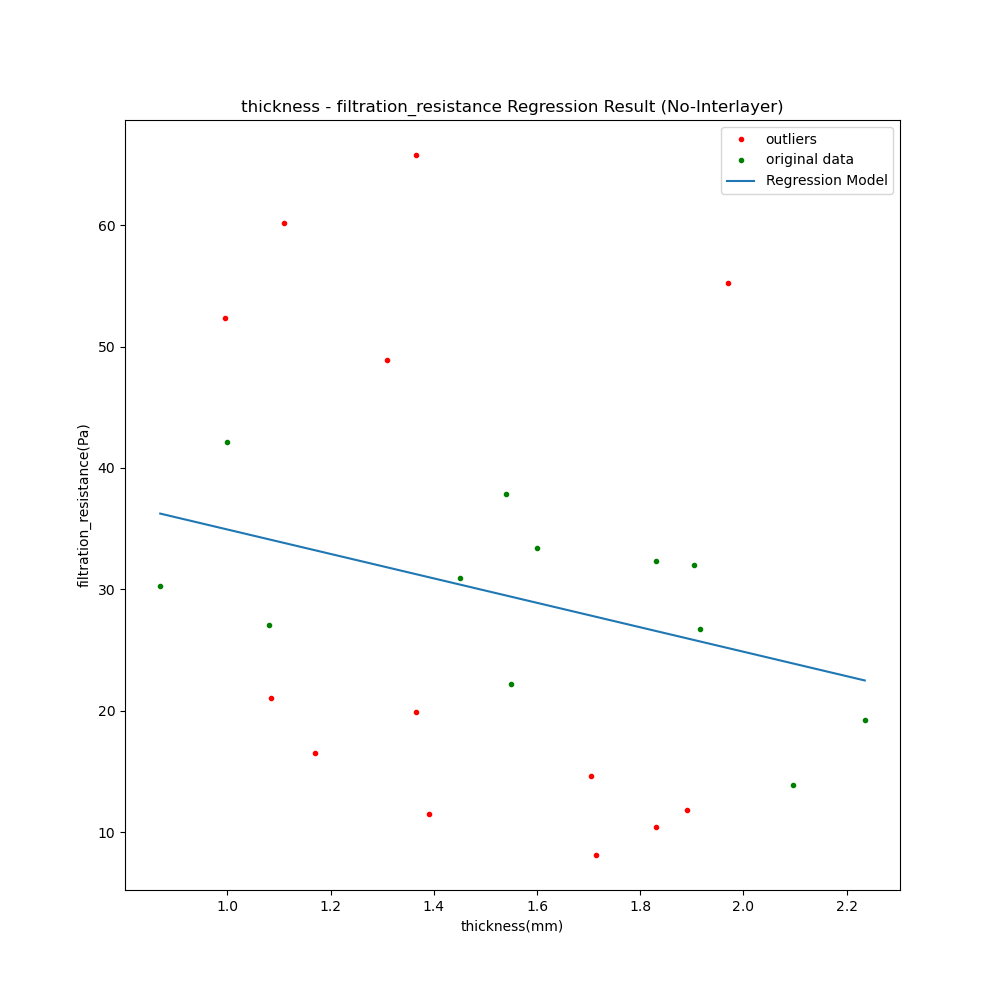 thickness - filtration_resistance Regression Result (No-Interlayer)
outliers
original data
Regression Model
filtration_resistance(Pa)
60
50
40
30
20
10
1.0 1.2 1.4 1.6 1.8 2.0 2.2
thickness(mm)